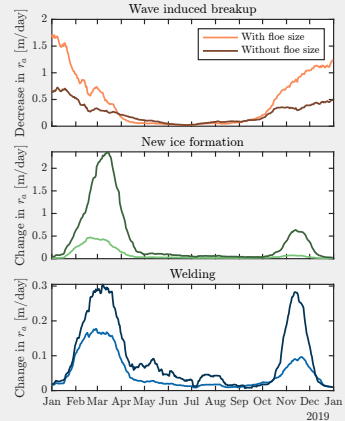 Wave induced breakup
Decrease in rₐ [m/day]
2
1.5
1
0.5
0
With floe size
Without floe size
New ice formation
Change in rₐ [m/day]
2
1.5
1
0.5
0
Welding
Change in rₐ [m/day]
0.3
0.2
0.1
0
Jan Feb Mar Apr May Jun Jul Aug Sep Oct Nov Dec Jan
2019